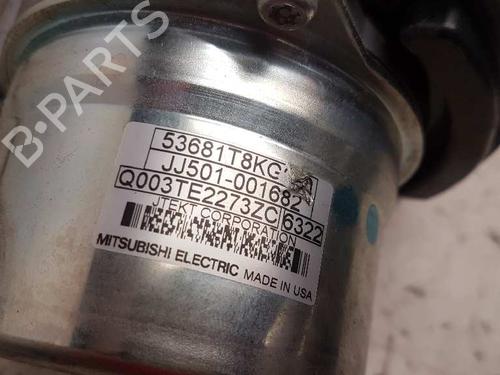 B-PARTS
53681T8KG
JJ501-001682
Q003TE2273ZC 6322
JTEKT CORPORATION
MITSUBISHI ELECTRIC MADE IN USA